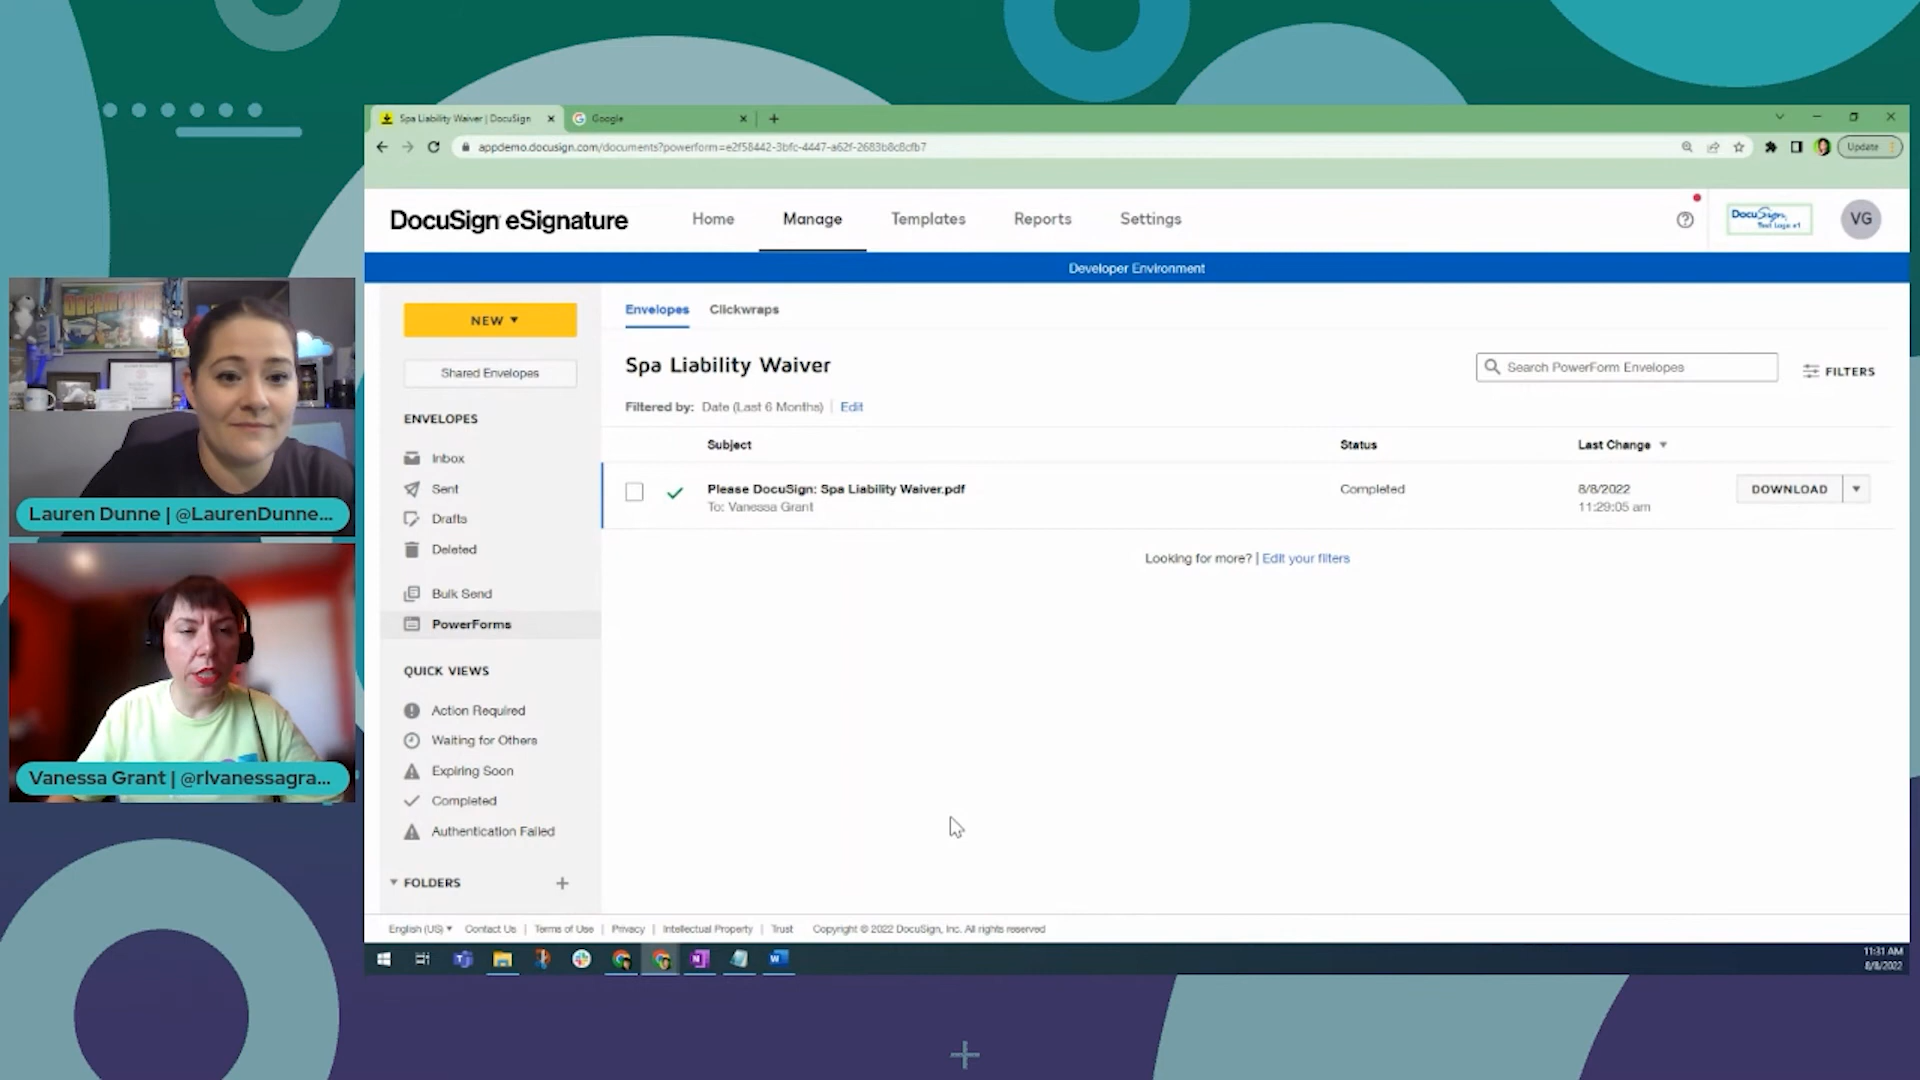 Spa Liability Waiver | DocuSign
Google
appdemo.docusign.com/documents?powerform=e2f58442-3bfc-4447-a62f-2683b8c8cfb7
Update
DocuSign eSignature
Home
Manage
Templates
Reports
Settings
DocuSign
Test Logo #1
VG
Developer Environment
NEW
Shared Envelopes
ENVELOPES
Inbox
Sent
Drafts
Deleted
Bulk Send
PowerForms
QUICK VIEWS
Action Required
Waiting for Others
Expiring Soon
Completed
Authentication Failed
FOLDERS
Envelopes
Clickwraps
Spa Liability Waiver
Search PowerForm Envelopes
FILTERS
Filtered by: Date (Last 6 Months) | Edit
Subject
Status
Last Change
Please DocuSign: Spa Liability Waiver.pdf
To: Vanessa Grant
Completed
8/8/2022
11:29:05 am
DOWNLOAD
Looking for more? | Edit your filters
English (US)
Contact Us | Terms of Use | Privacy | Intellectual Property | Trust
Copyright © 2022 DocuSign, Inc. All rights reserved
11:31 AM
8/8/2022
Lauren Dunne | @LaurenDunne...
Vanessa Grant | @rlvanessagra...